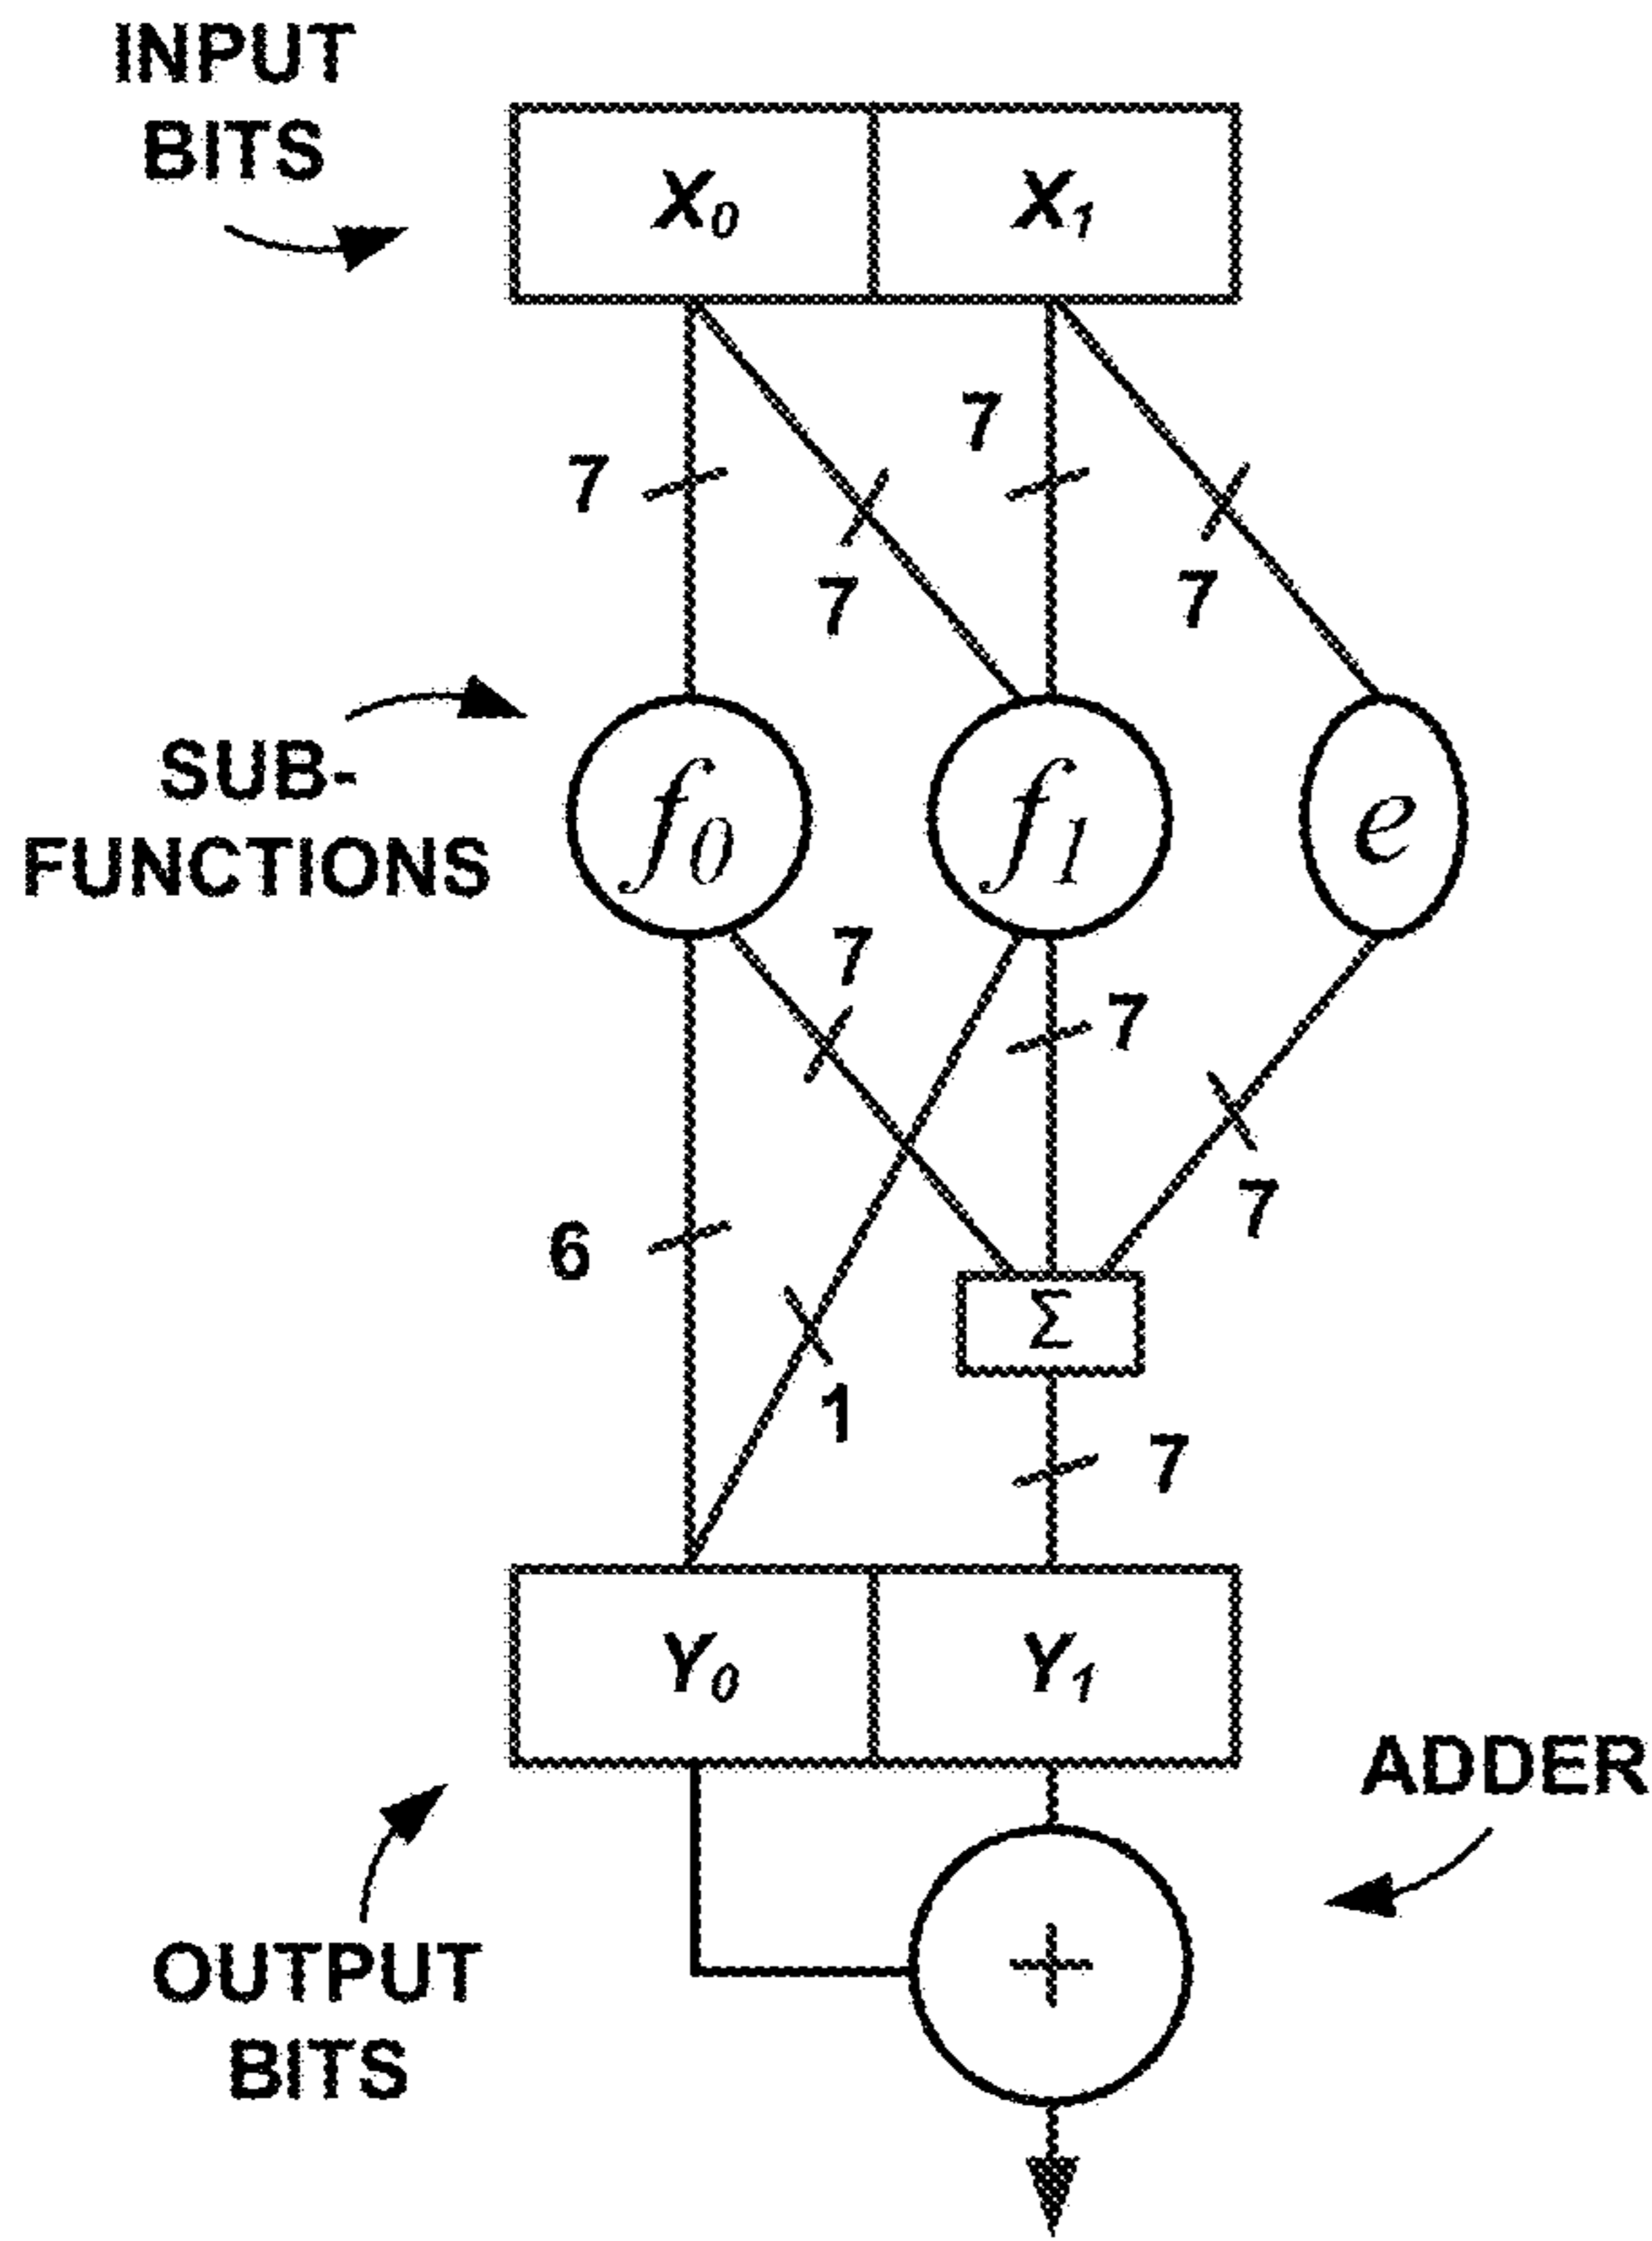 INPUT
BITS
X0 X1
7
7
7
7
SUB-
FUNCTIONS
f0 f1 e
7
7
7
6
1
Σ
7
Y0 Y1
ADDER
+
OUTPUT
BITS